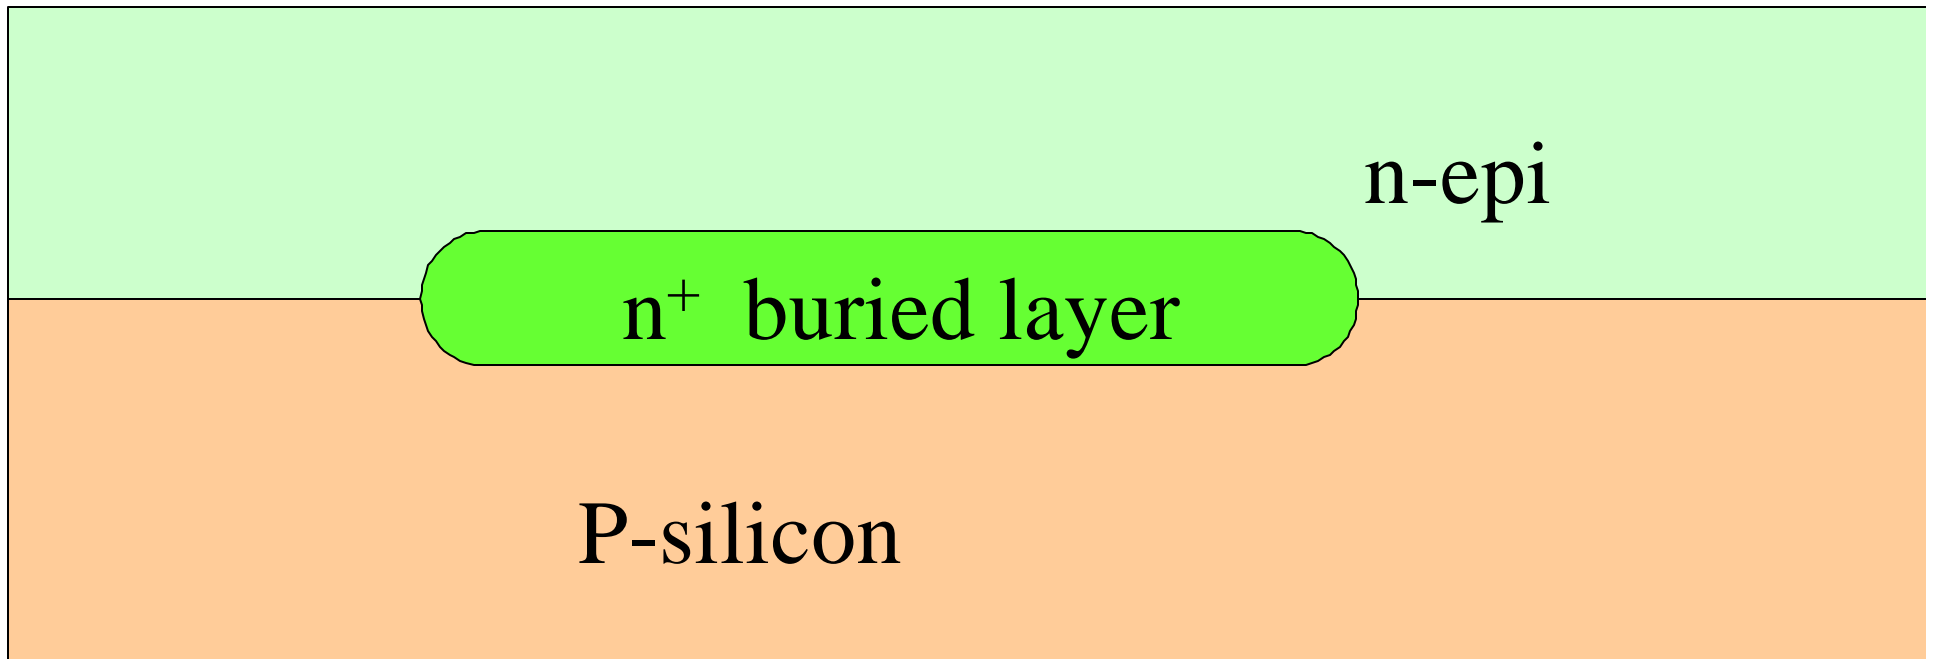 n-epi
n⁺ buried layer
P-silicon